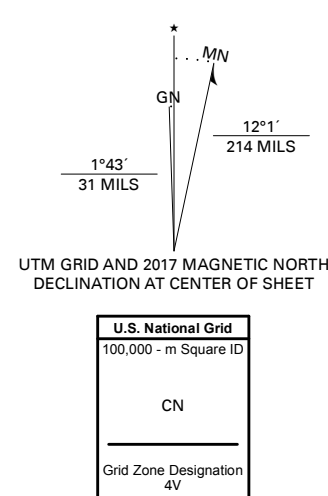 ★
MN
GN
12°1´
214 MILS
1°43´
31 MILS
UTM GRID AND 2017 MAGNETIC NORTH
DECLINATION AT CENTER OF SHEET
U.S. National Grid
100,000 - m Square ID
CN
Grid Zone Designation
4V